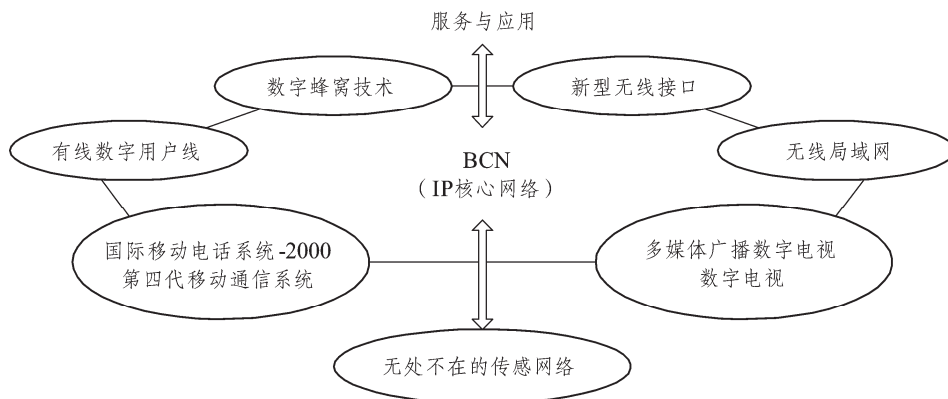 服务与应用
数字蜂窝技术
新型无线接口
有线数字用户线
无线局域网
BCN
（IP核心网络）
国际移动电话系统-2000
第四代移动通信系统
多媒体广播数字电视
数字电视
无处不在的传感网络